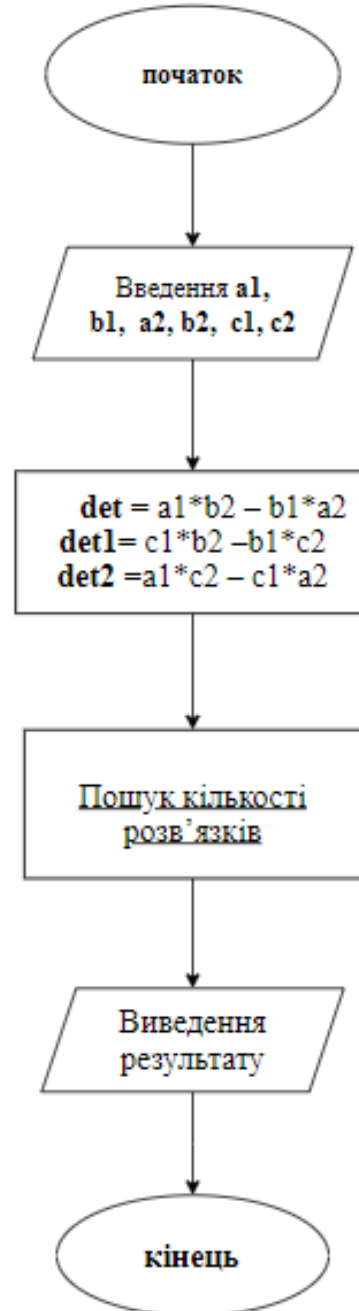 початок
Введення a1,
b1, a2, b2, c1, c2
det = a1*b2 – b1*a2
det1= c1*b2 –b1*c2
det2 =a1*c2 – c1*a2
Пошук кількості
розв’язків
Виведення
результату
кінець